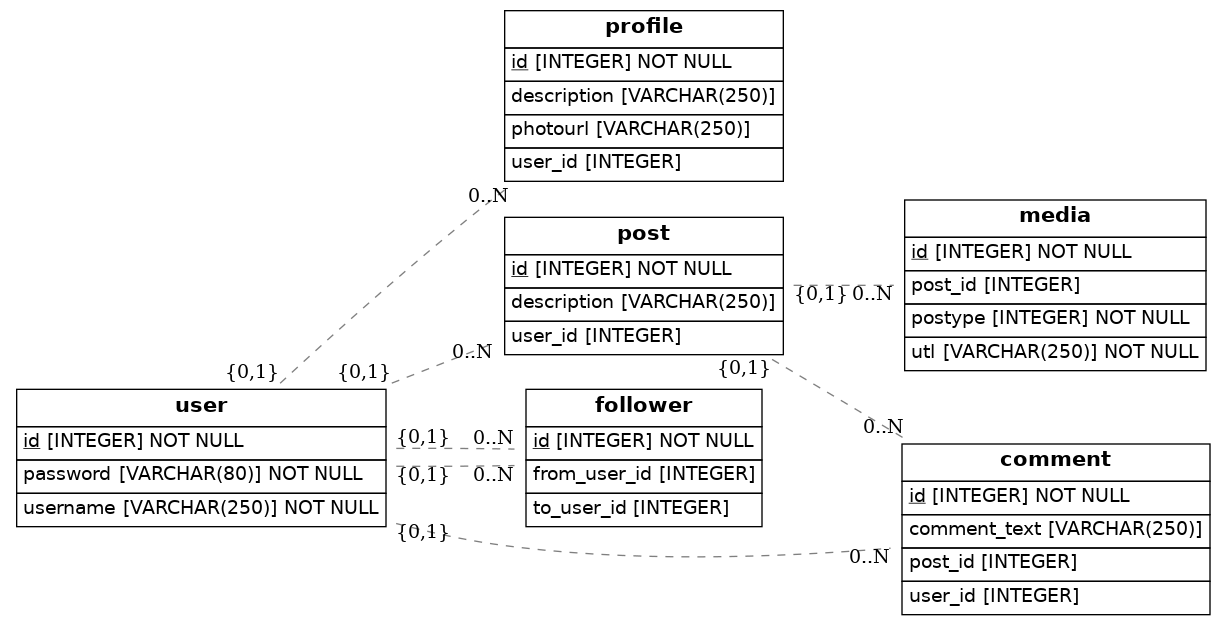 profile
id [INTEGER] NOT NULL
description [VARCHAR(250)]
photourl [VARCHAR(250)]
user_id [INTEGER]
0..N
post
id [INTEGER] NOT NULL
description [VARCHAR(250)]
user_id [INTEGER]
media
id [INTEGER] NOT NULL
post_id [INTEGER]
postype [INTEGER] NOT NULL
utl [VARCHAR(250)] NOT NULL
{0,1} 0..N
0..N
{0,1}
{0,1}
{0,1}
0..N
user
id [INTEGER] NOT NULL
password [VARCHAR(80)] NOT NULL
username [VARCHAR(250)] NOT NULL
{0,1} 0..N
{0,1} 0..N
follower
id [INTEGER] NOT NULL
from_user_id [INTEGER]
to_user_id [INTEGER]
{0,1}
0..N
comment
id [INTEGER] NOT NULL
comment_text [VARCHAR(250)]
post_id [INTEGER]
user_id [INTEGER]